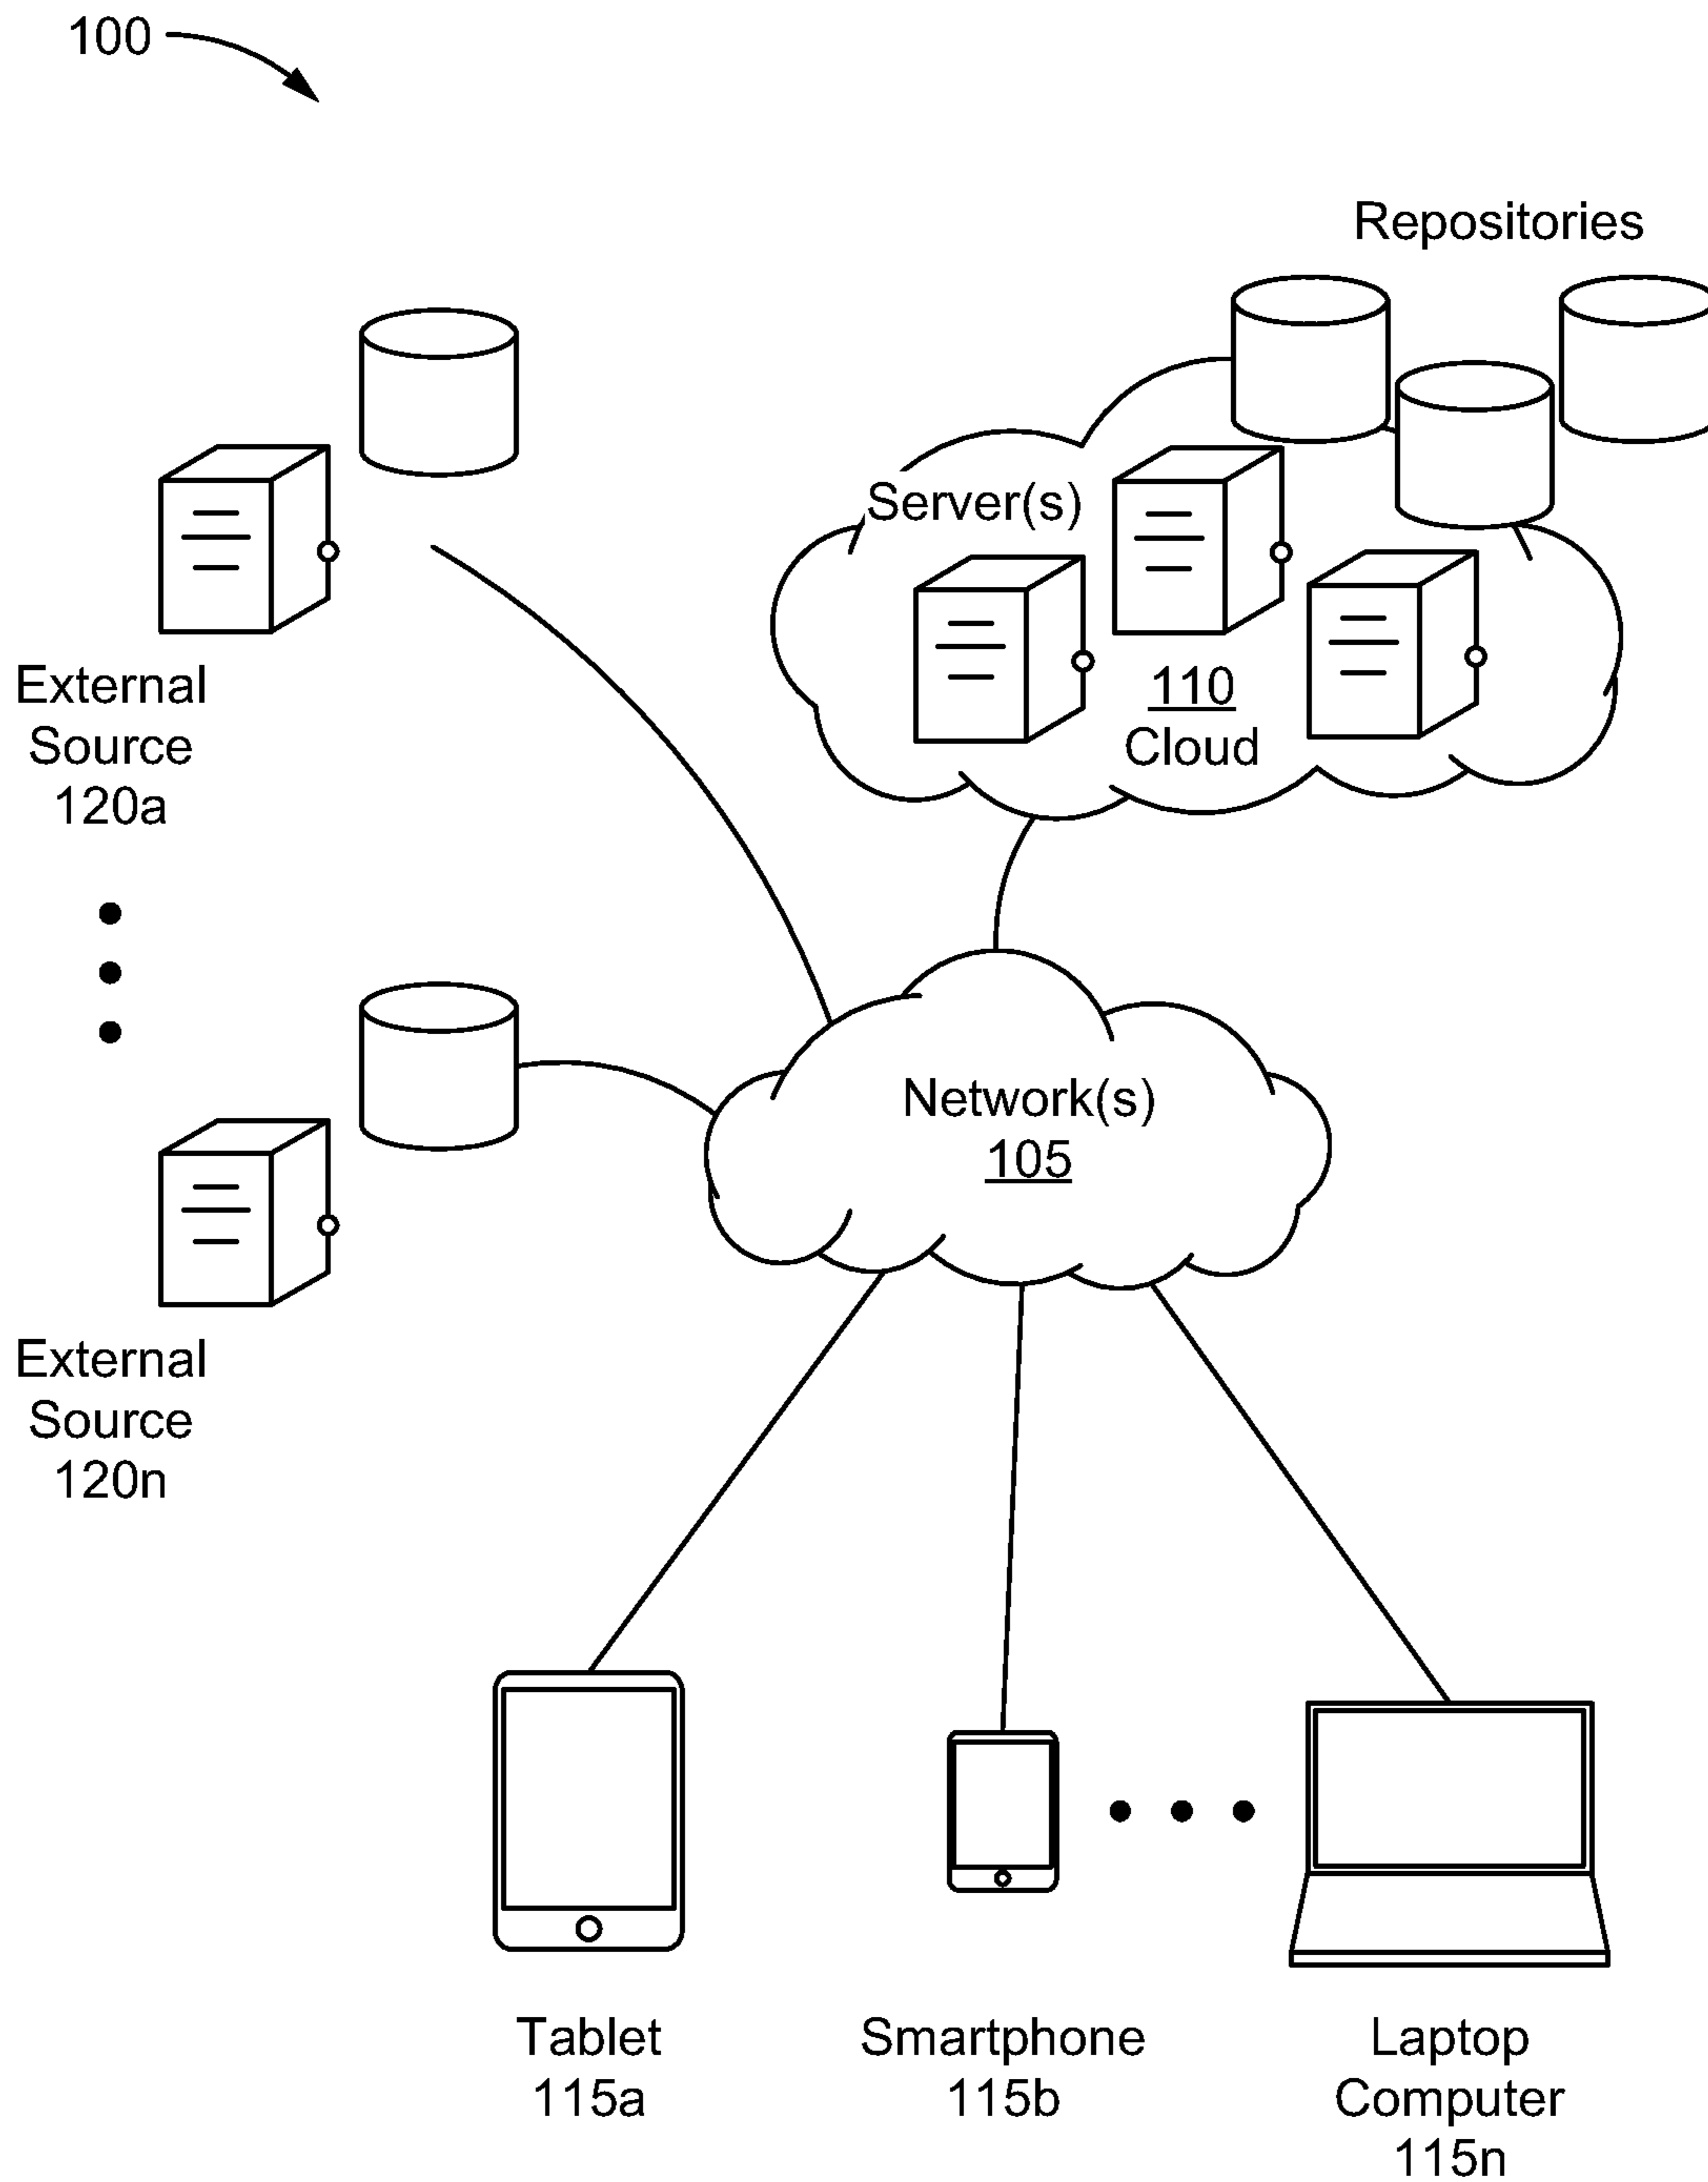 100
Repositories
Server(s)
110
Cloud
External
Source
120a
Network(s)
105
External
Source
120n
Tablet
115a
Smartphone
115b
Laptop
Computer
115n